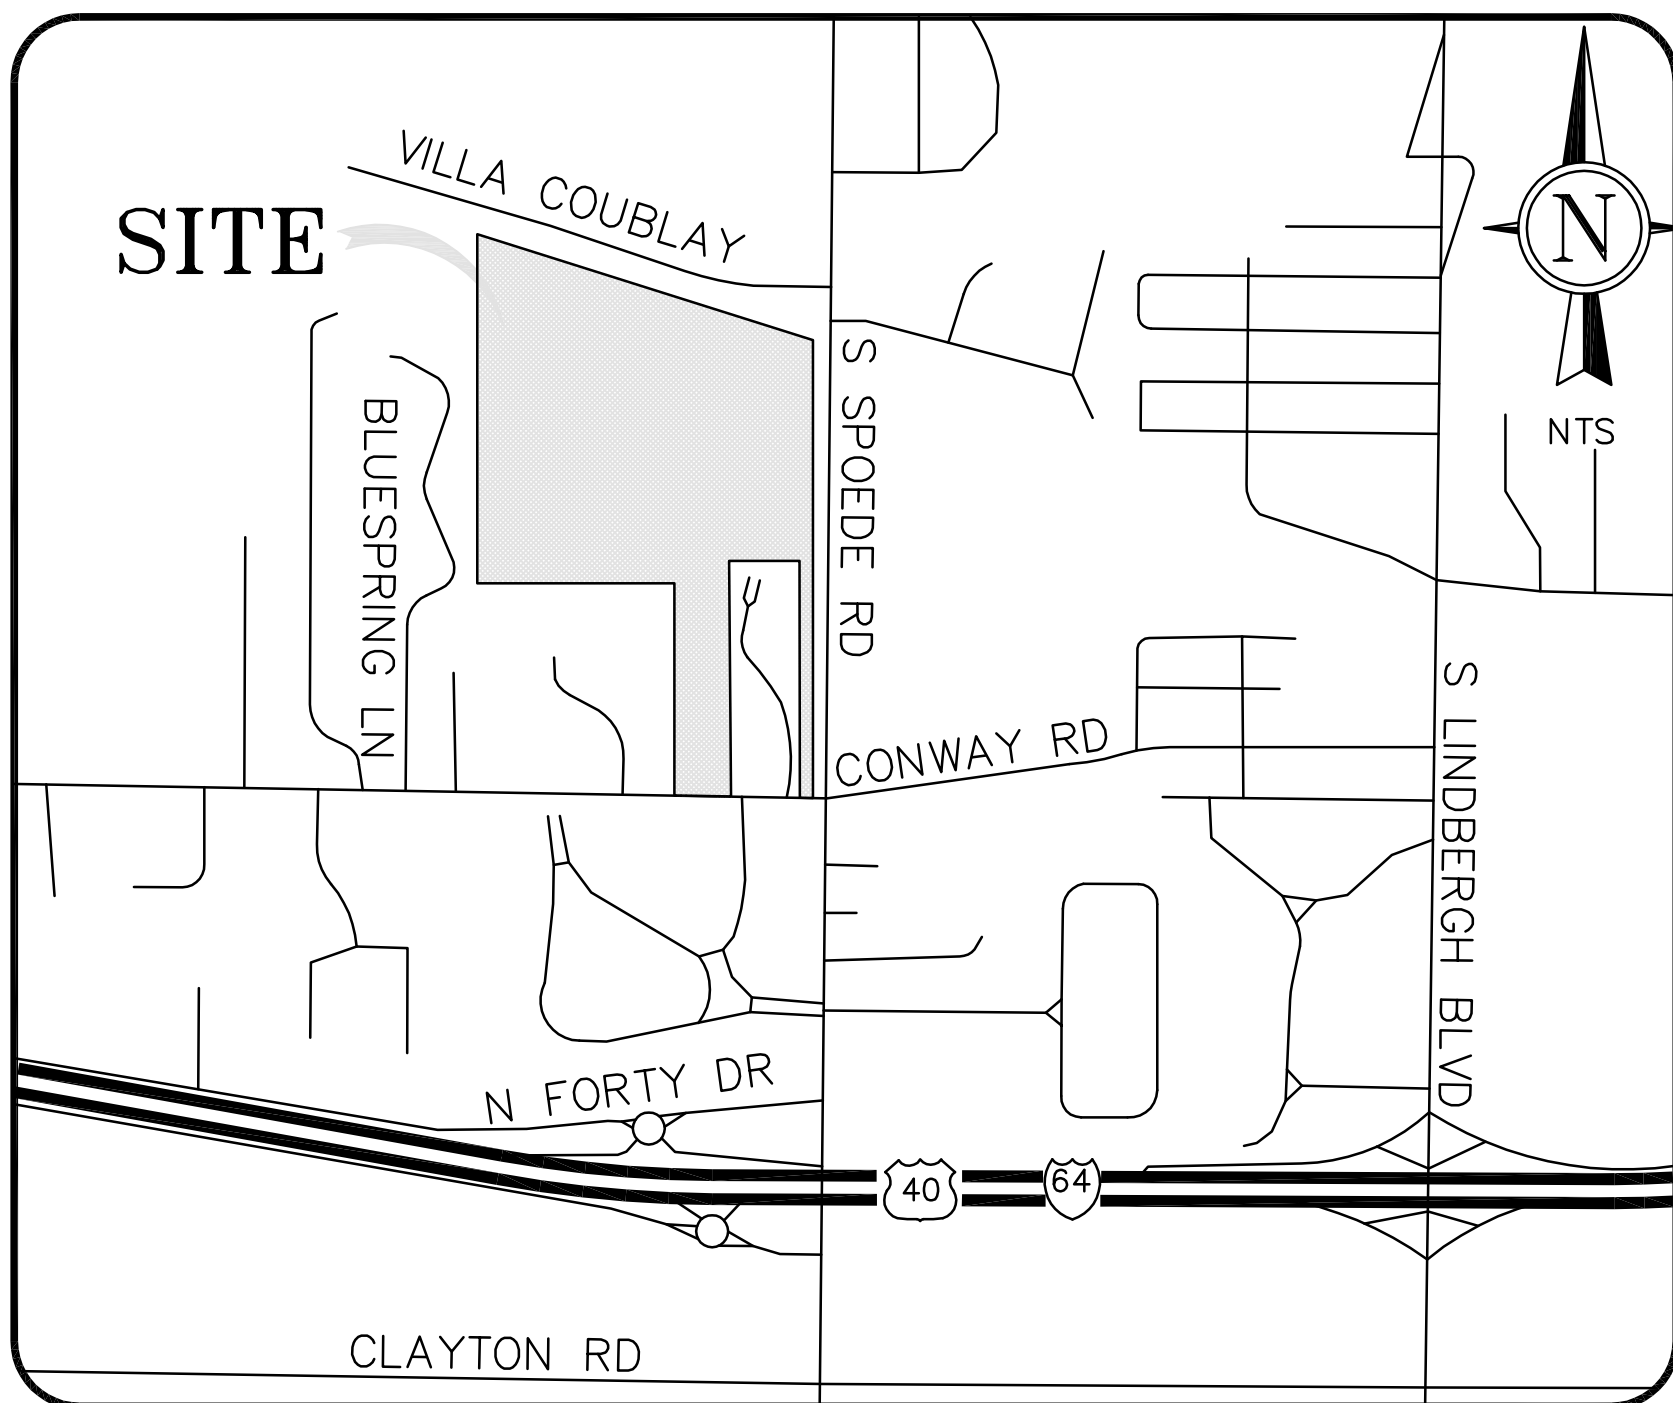 VILLA COUBLAY
SITE
N
S SPOEDE RD
BLUESPRING LN
NTS
CONWAY RD
S LINDBERGH BLVD
N FORTY DR
40
64
CLAYTON RD